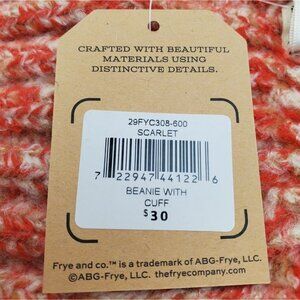 CRAFTED WITH BEAUTIFUL
MATERIALS USING
DISTINCTIVE DETAILS.
29FYC308-600
SCARLET
7 22947 44122 6
BEANIE WITH
CUFF
$30
Frye and co.™ is a trademark of ABG-Frye, LLC.
©ABG-Frye, LLC. thefryecompany.com